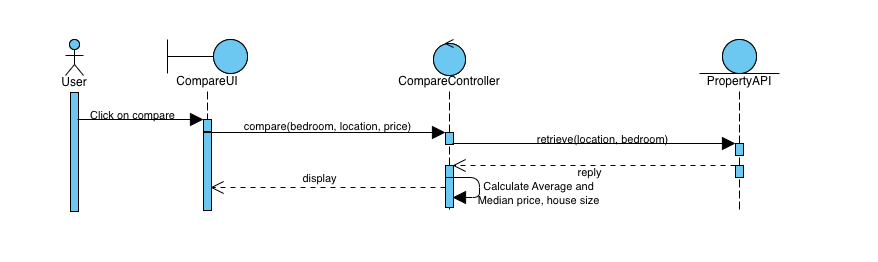 User
CompareUI
CompareController
PropertyAPI
Click on compare
compare(bedroom, location, price)
retrieve(location, bedroom)
reply
display
Calculate Average and
Median price, house size